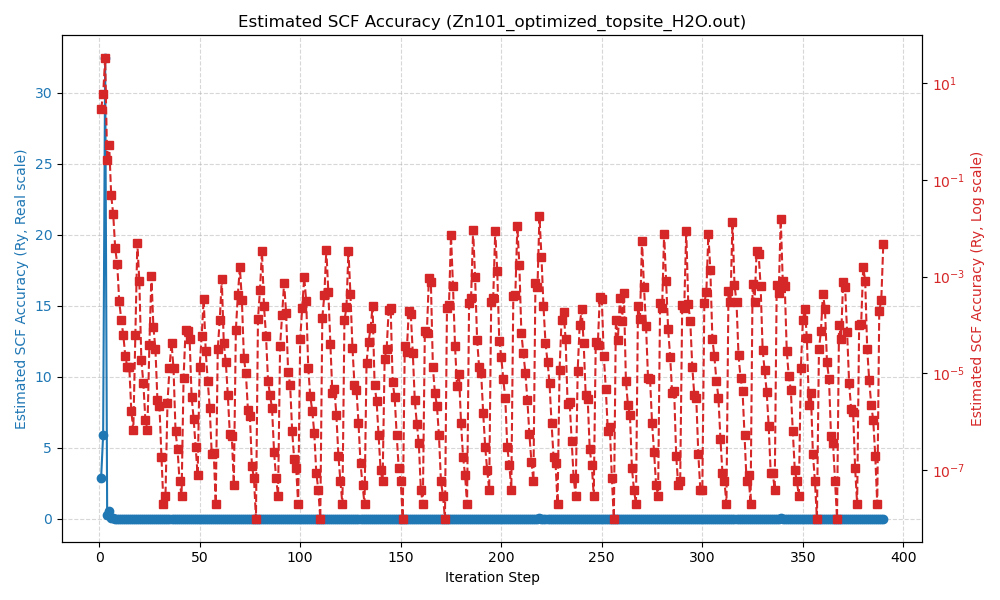 Estimated SCF Accuracy (Zn101_optimized_topsite_H2O.out)
Estimated SCF Accuracy (Ry, Real scale)
30
25
20
15
10
5
0
10^1
10^-1
10^-3
10^-5
10^-7
Estimated SCF Accuracy (Ry, Log scale)
0 50 100 150 200 250 300 350 400
Iteration Step